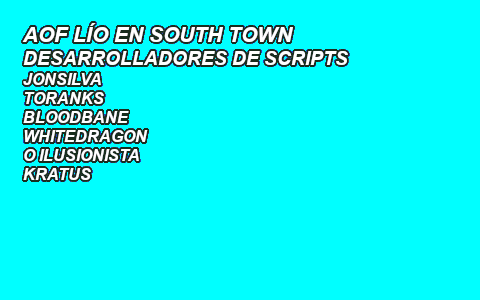 AOF LÍO EN SOUTH TOWN
DESARROLLADORES DE SCRIPTS
JONSILVA
TORANKS
BLOODBANE
WHITEDRAGON
O ILUSIONISTA
KRATUS